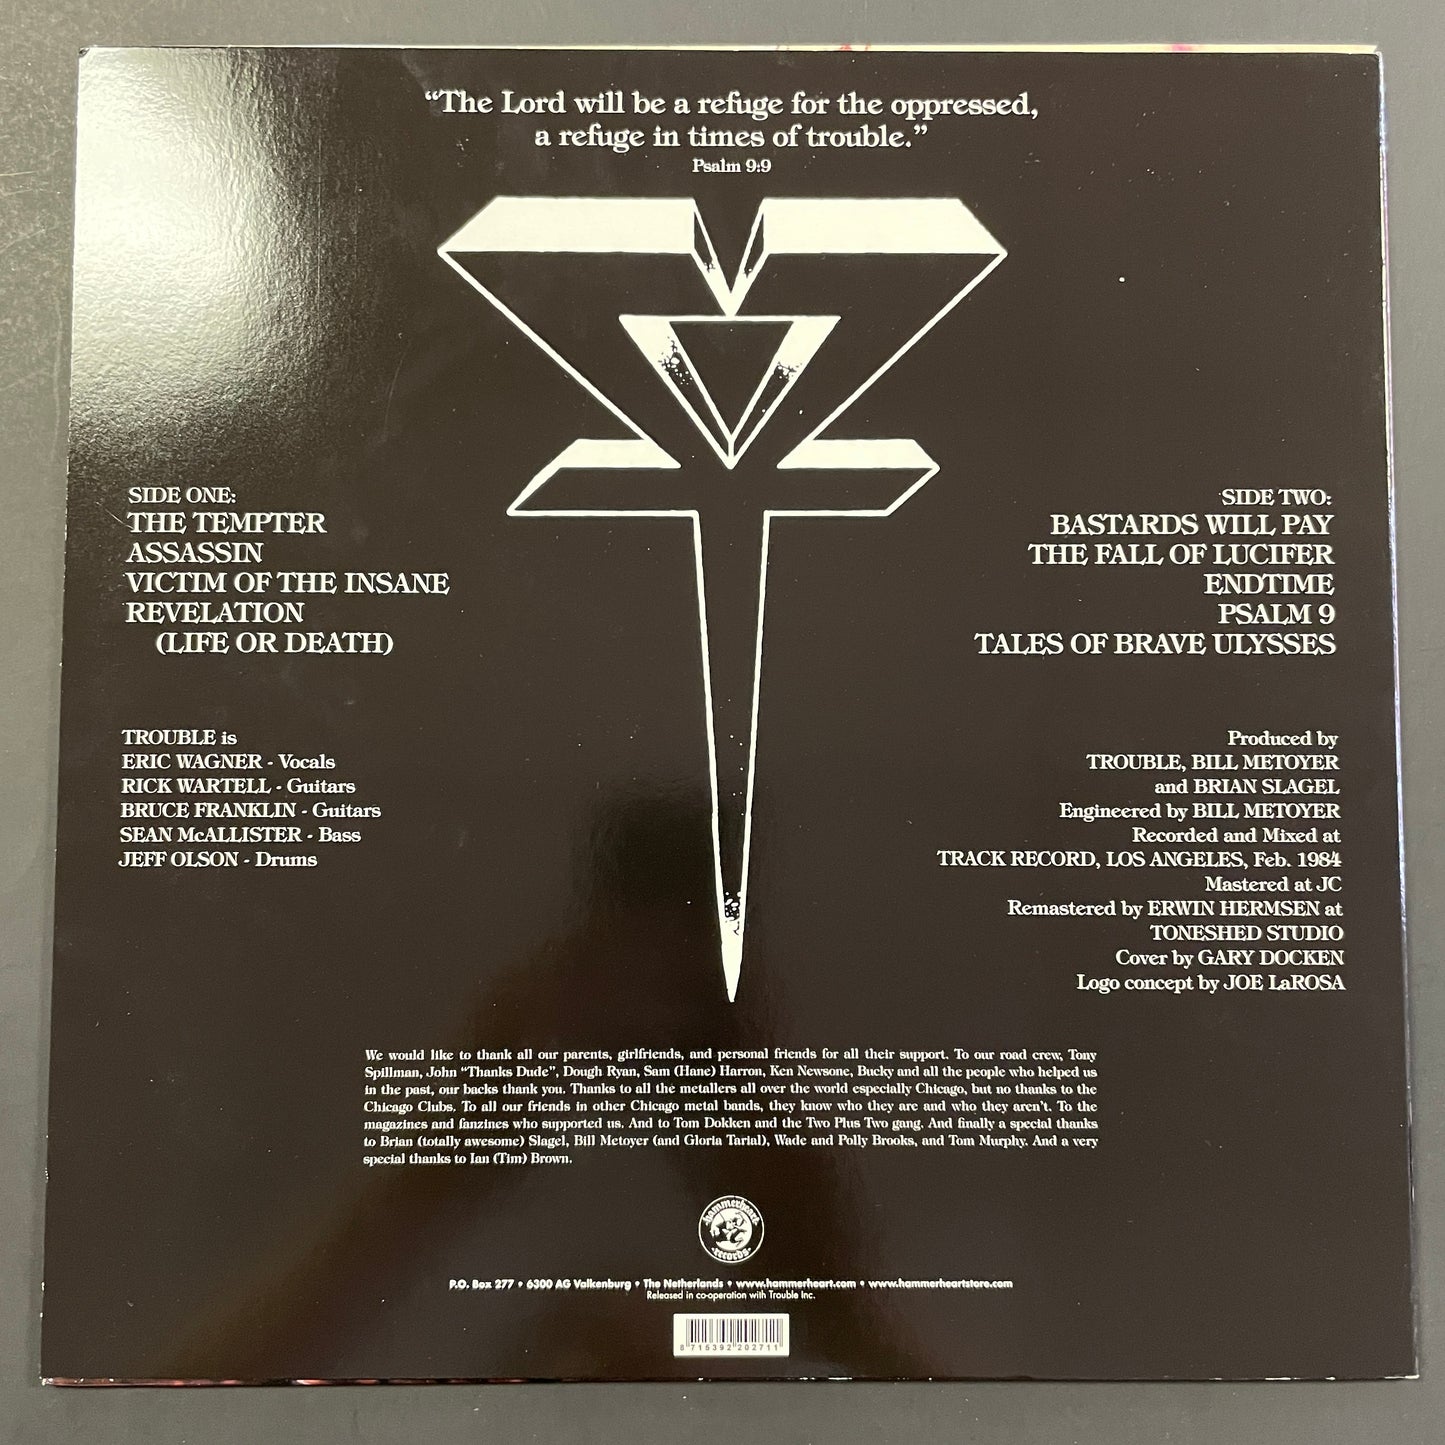 “The Lord will be a refuge for the oppressed,
a refuge in times of trouble.”
Psalm 9:9
SIDE ONE:
THE TEMPTER
ASSASSIN
VICTIM OF THE INSANE
REVELATION
(LIFE OR DEATH)
SIDE TWO:
BASTARDS WILL PAY
THE FALL OF LUCIFER
ENDTIME
PSALM 9
TALES OF BRAVE ULYSSES
TROUBLE is
ERIC WAGNER - Vocals
RICK WARTELL - Guitars
BRUCE FRANKLIN - Guitars
SEAN McALLISTER - Bass
JEFF OLSON - Drums
Produced by
TROUBLE, BILL METOYER
and BRIAN SLAGEL
Engineered by BILL METOYER
Recorded and Mixed at
TRACK RECORD, LOS ANGELES, Feb. 1984
Mastered at JC
Remastered by ERWIN HERMSEN at
TONESHED STUDIO
Cover by GARY DOCKEN
Logo concept by JOE LaROSA
We would like to thank all our parents, girlfriends, and personal friends for all their support. To our road crew, Tony
Spillman, John “Thanks Dude”, Dough Ryan, Sam (Hane) Harron, Ken Newsone, Bucky and all the people who helped us
in the past, our backs thank you. Thanks to all the metallers all over the world especially Chicago, but no thanks to the
Chicago Clubs. To all our friends in other Chicago metal bands, they know who they are and who they aren't. To the
magazines and fanzines who supported us. And to Tom Dokken and the Two Plus Two gang. And finally a special thanks
to Brian (totally awesome) Slagel, Bill Metoyer (and Gloria Tarial), Wade and Polly Brooks, and Tom Murphy. And a very
special thanks to Ian (Tim) Brown.
hammerheart
records
P.O. Box 277 • 6300 AG Valkenburg • The Netherlands • www.hammerheart.com • www.hammerheartstore.com
Released in co-operation with Trouble Inc.
8 715392 202711